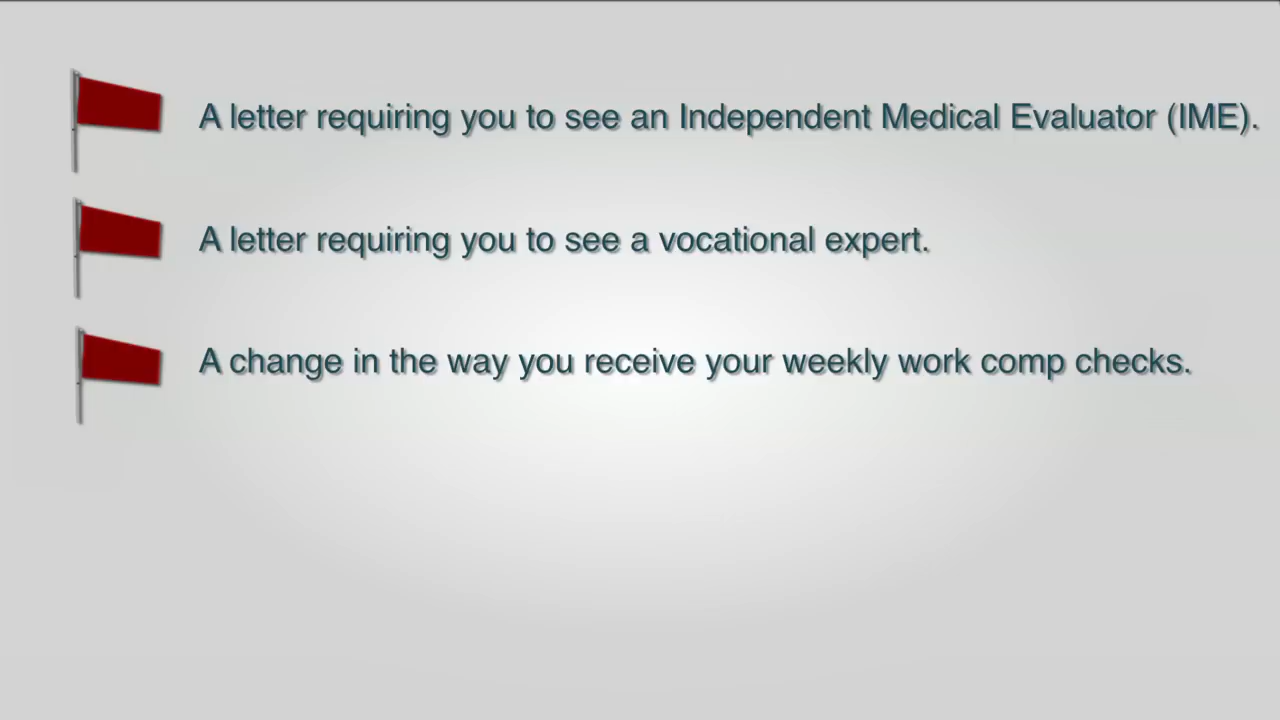 A letter requiring you to see an Independent Medical Evaluator (IME).
A letter requiring you to see a vocational expert.
A change in the way you receive your weekly work comp checks.